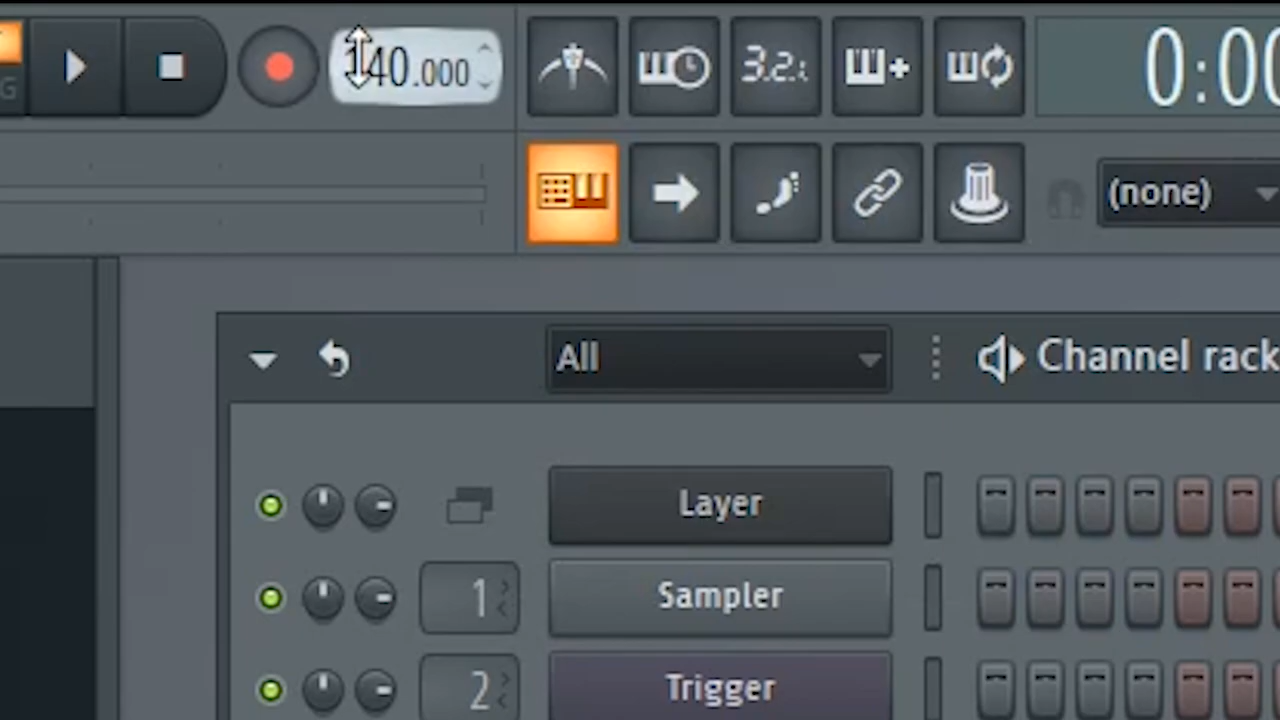 140.000
3.2:
0:00
(none)
All
Channel rack
Layer
1 Sampler
2 Trigger